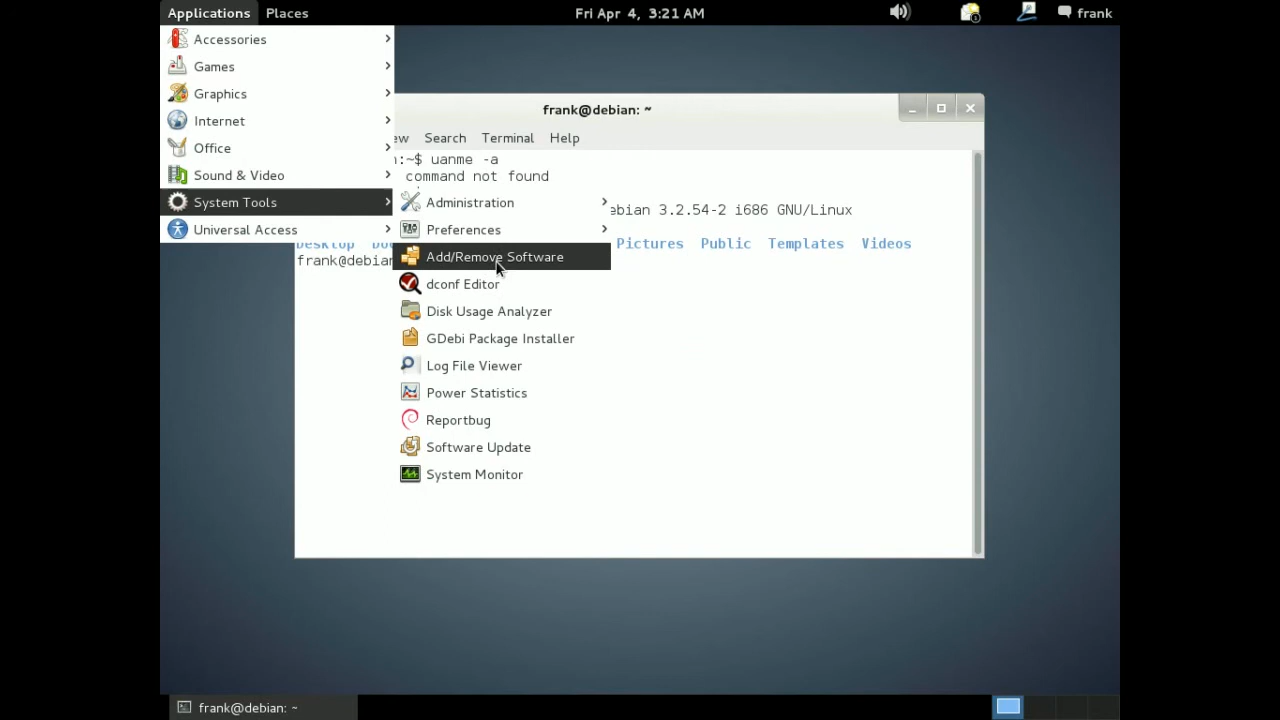 Applications Places Fri Apr 4, 3:21 AM frank
Accessories
Games
Graphics
Internet
Office
Sound & Video
System Tools
Universal Access
frank@debian: ~
ew Search Terminal Help
n:~$ uanme -a
command not found
ebian 3.2.54-2 i686 GNU/Linux
Desktop Do Pictures Public Templates Videos
frank@debian
Administration
Preferences
Add/Remove Software
dconf Editor
Disk Usage Analyzer
GDebi Package Installer
Log File Viewer
Power Statistics
Reportbug
Software Update
System Monitor
frank@debian: ~